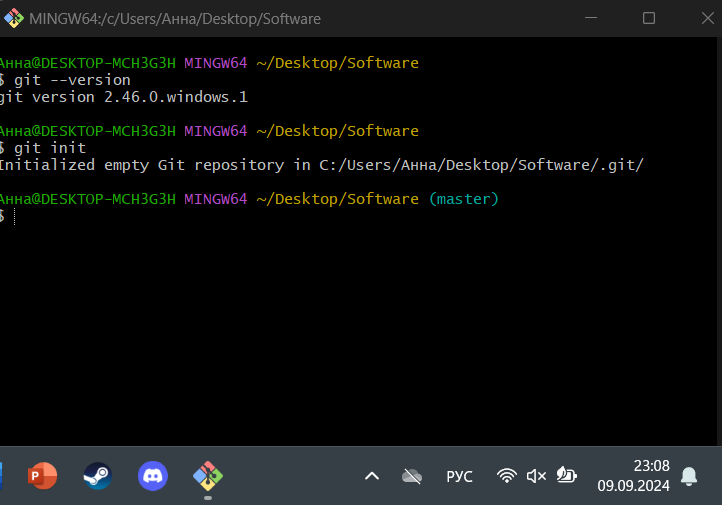 MINGW64:/c/Users/Анна/Desktop/Software
Анна@DESKTOP-MCH3G3H MINGW64 ~/Desktop/Software
$ git --version
git version 2.46.0.windows.1
Анна@DESKTOP-MCH3G3H MINGW64 ~/Desktop/Software
$ git init
Initialized empty Git repository in C:/Users/Анна/Desktop/Software/.git/
Анна@DESKTOP-MCH3G3H MINGW64 ~/Desktop/Software (master)
$
P
РУС
23:08
09.09.2024